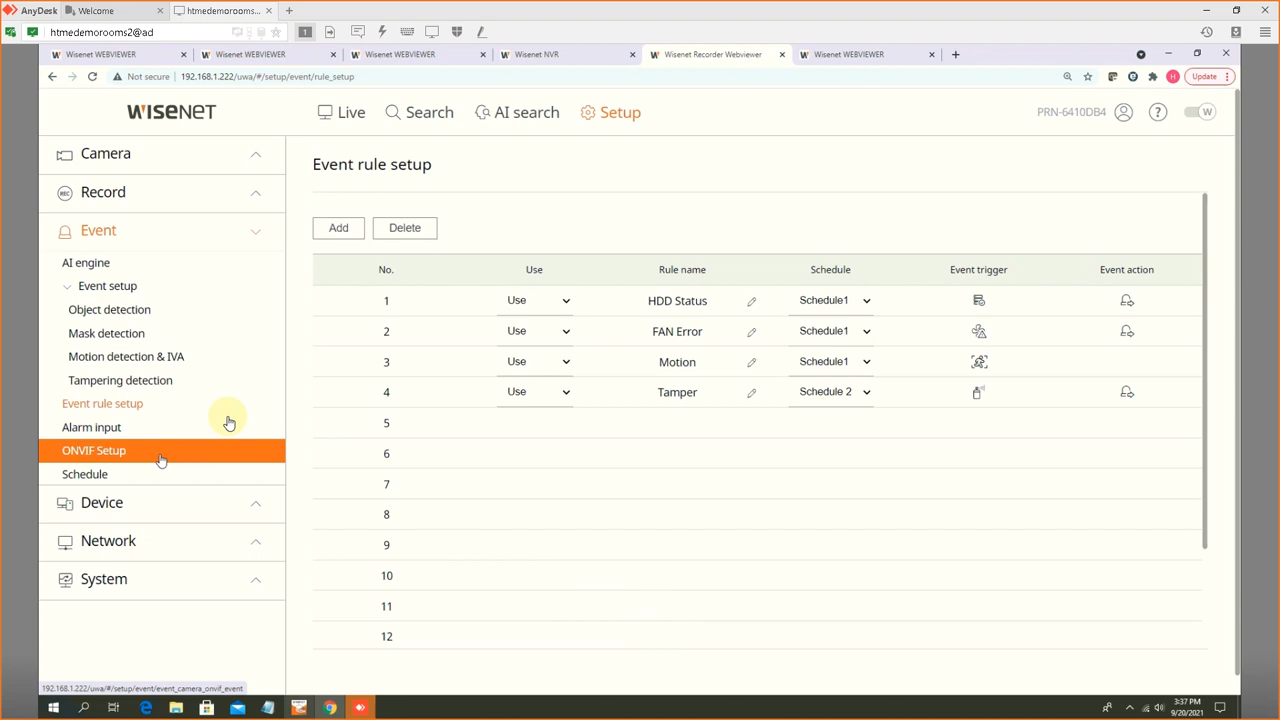 AnyDesk Welcome htmedemorooms...
htmedemorooms2@ad 1
Wisenet WEBVIEWER Wisenet WEBVIEWER Wisenet WEBVIEWER Wisenet NVR Wisenet Recorder Webviewer Wisenet WEBVIEWER
Not secure 192.168.1.222/uwa/#/setup/event/rule_setup H Update
WISENET Live Search AI search Setup PRN-6410DB4 ? W
Camera
REC Record
Event
AI engine
Event setup
Object detection
Mask detection
Motion detection & IVA
Tampering detection
Event rule setup
Alarm input
ONVIF Setup
Schedule
Device
Network
System
Event rule setup
Add Delete
No. Use Rule name Schedule Event trigger Event action
1 Use HDD Status Schedule1
2 Use FAN Error Schedule1
3 Use Motion Schedule1
4 Use Tamper Schedule 2
5
6
7
8
9
10
11
12
192.168.1.222/uwa/#/setup/event/event_camera_onvif_event
3:37 PM
9/20/2021